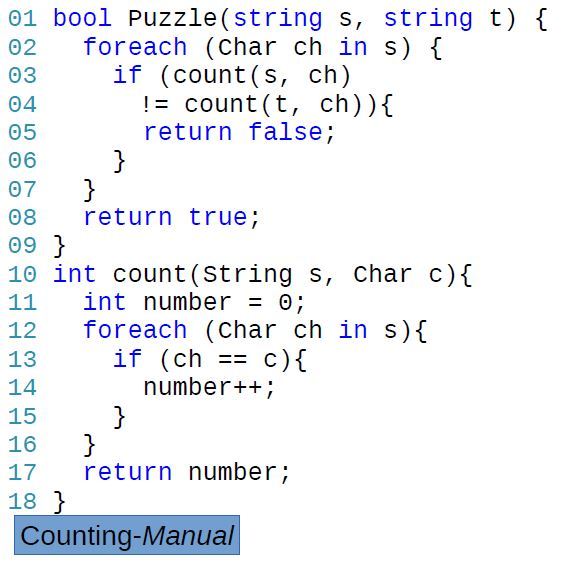 01 bool Puzzle(string s, string t) {
02   foreach (Char ch in s) {
03     if (count(s, ch)
04       != count(t, ch)){
05       return false;
06     }
07   }
08   return true;
09 }
10 int count(String s, Char c){
11   int number = 0;
12   foreach (Char ch in s){
13     if (ch == c){
14       number++;
15     }
16   }
17   return number;
18 }
Counting-Manual